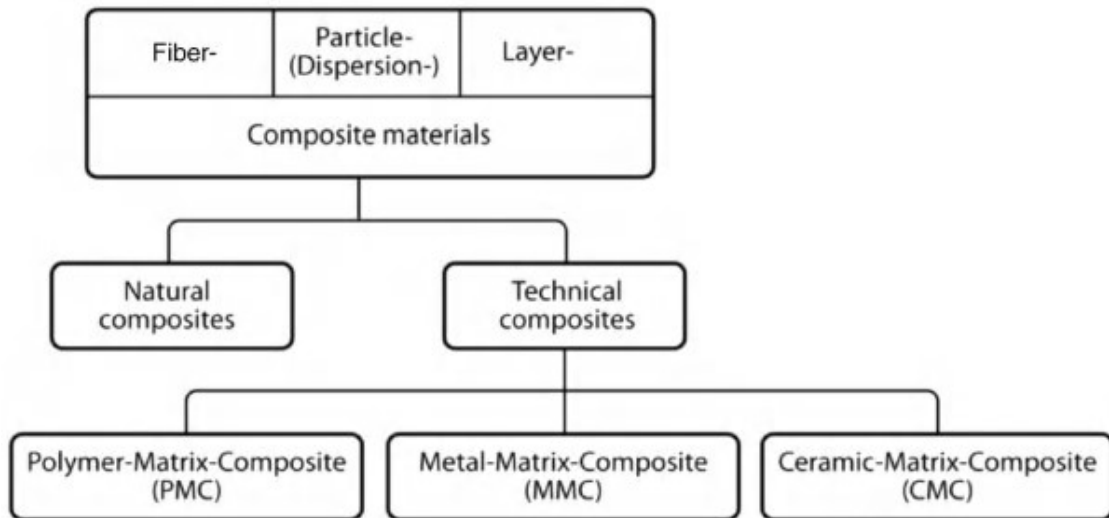 Fiber-
Particle-
(Dispersion-)
Layer-
Composite materials
Natural
composites
Technical
composites
Polymer-Matrix-Composite
(PMC)
Metal-Matrix-Composite
(MMC)
Ceramic-Matrix-Composite
(CMC)